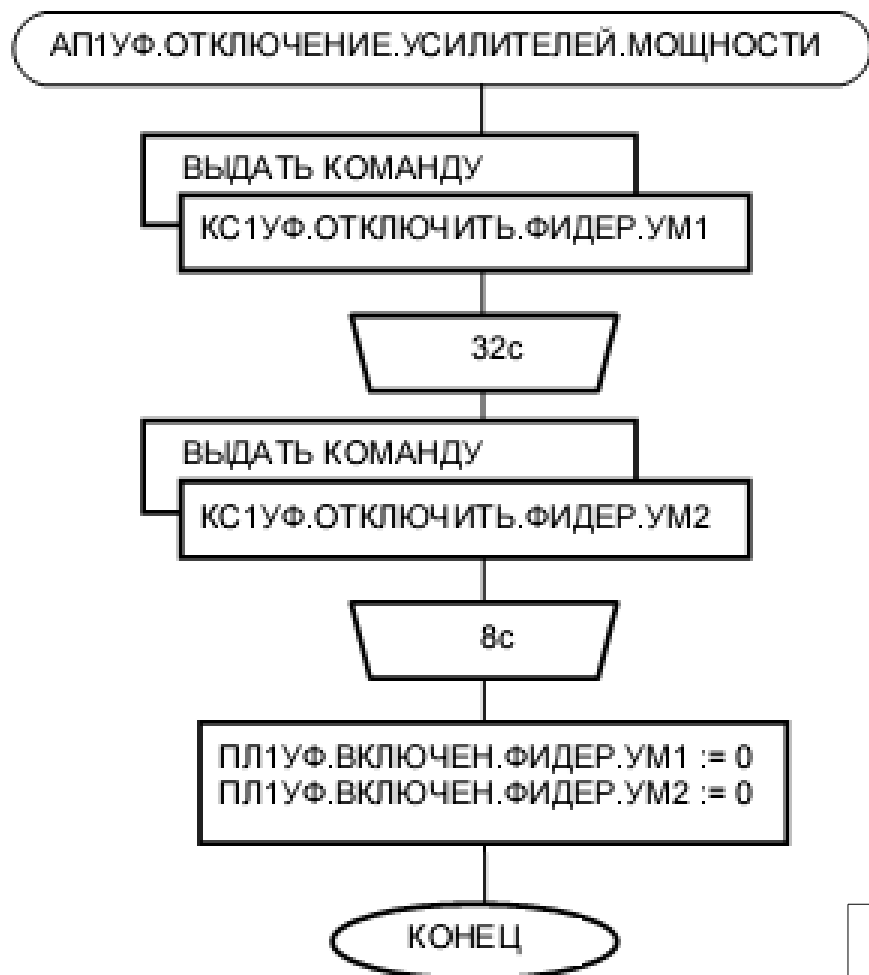 АП1УФ.ОТКЛЮЧЕНИЕ.УСИЛИТЕЛЕЙ.МОЩНОСТИ
ВЫДАТЬ КОМАНДУ
КС1УФ.ОТКЛЮЧИТЬ.ФИДЕР.УМ1
32с
ВЫДАТЬ КОМАНДУ
КС1УФ.ОТКЛЮЧИТЬ.ФИДЕР.УМ2
8с
ПЛ1УФ.ВКЛЮЧЕН.ФИДЕР.УМ1 := 0
ПЛ1УФ.ВКЛЮЧЕН.ФИДЕР.УМ2 := 0
КОНЕЦ